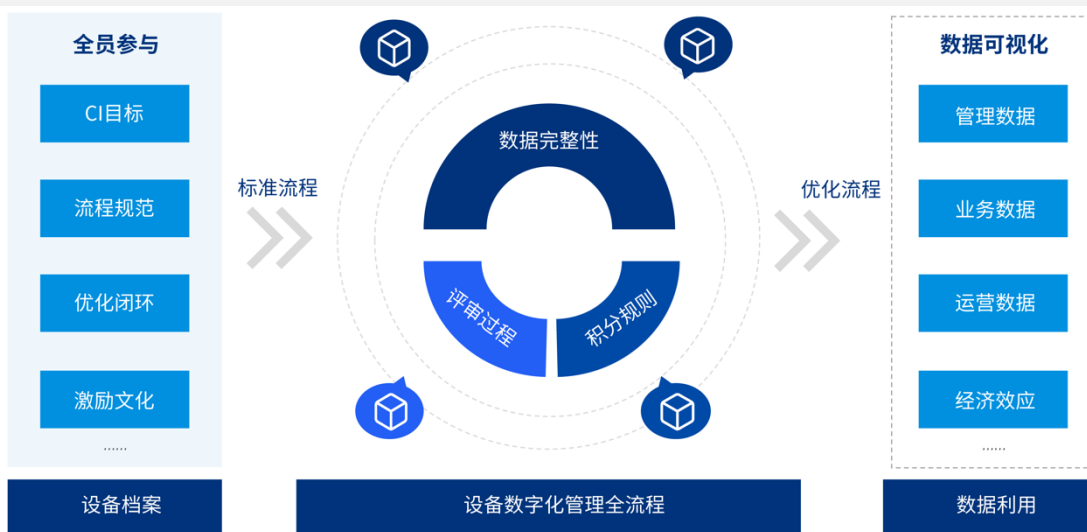 全员参与
CI目标
流程规范
优化闭环
激励文化
......
设备档案
标准流程
数据完整性
评审过程
积分规则
设备数字化管理全流程
优化流程
数据可视化
管理数据
业务数据
运营数据
经济效应
......
数据利用